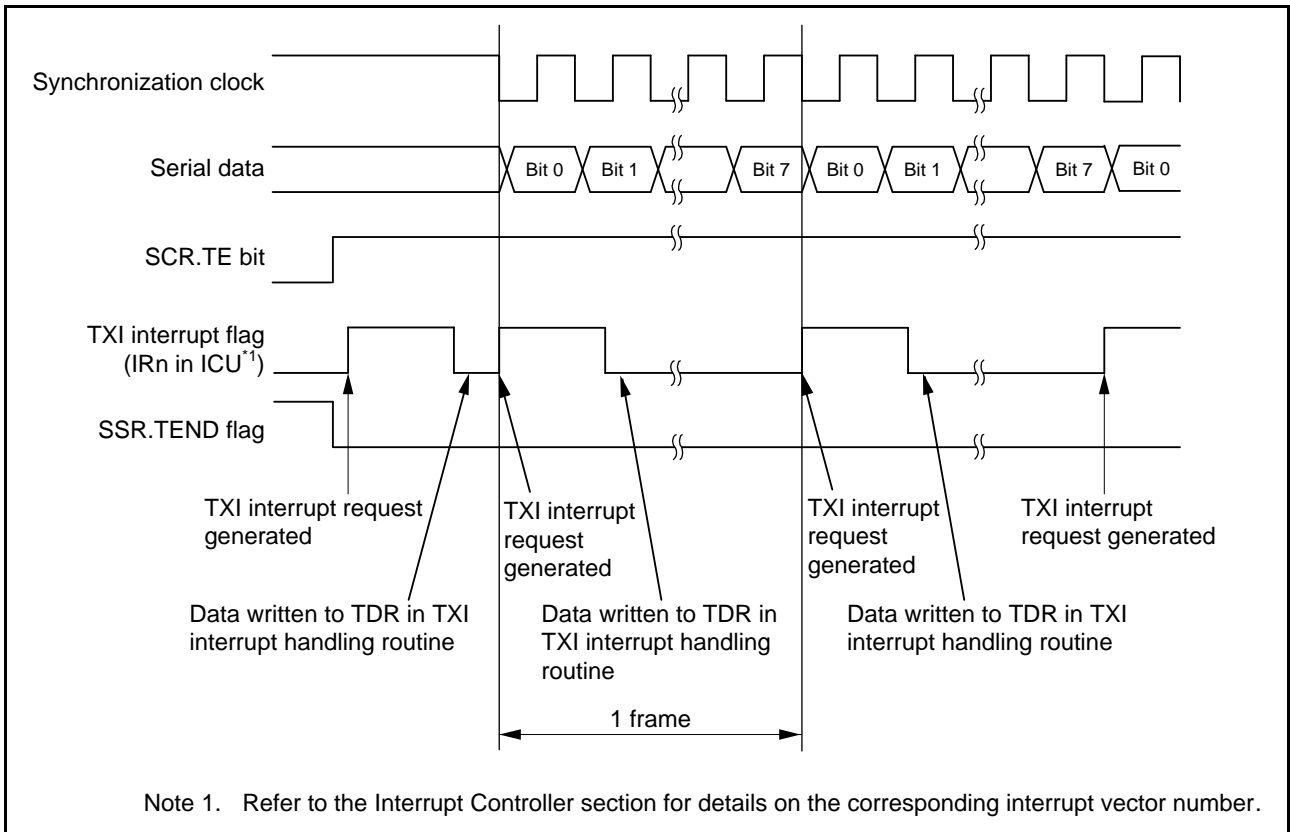 Synchronization clock
Serial data
Bit 0 Bit 1 Bit 7 Bit 0 Bit 1 Bit 7 Bit 0
SCR.TE bit
TXI interrupt flag
(IRn in ICU*1)
SSR.TEND flag
TXI interrupt request
generated
TXI interrupt
request
generated
TXI interrupt
request
generated
TXI interrupt
request generated
Data written to TDR in TXI
interrupt handling routine
Data written to TDR in
TXI interrupt handling
routine
Data written to TDR in TXI
interrupt handling routine
1 frame
Note 1. Refer to the Interrupt Controller section for details on the corresponding interrupt vector number.